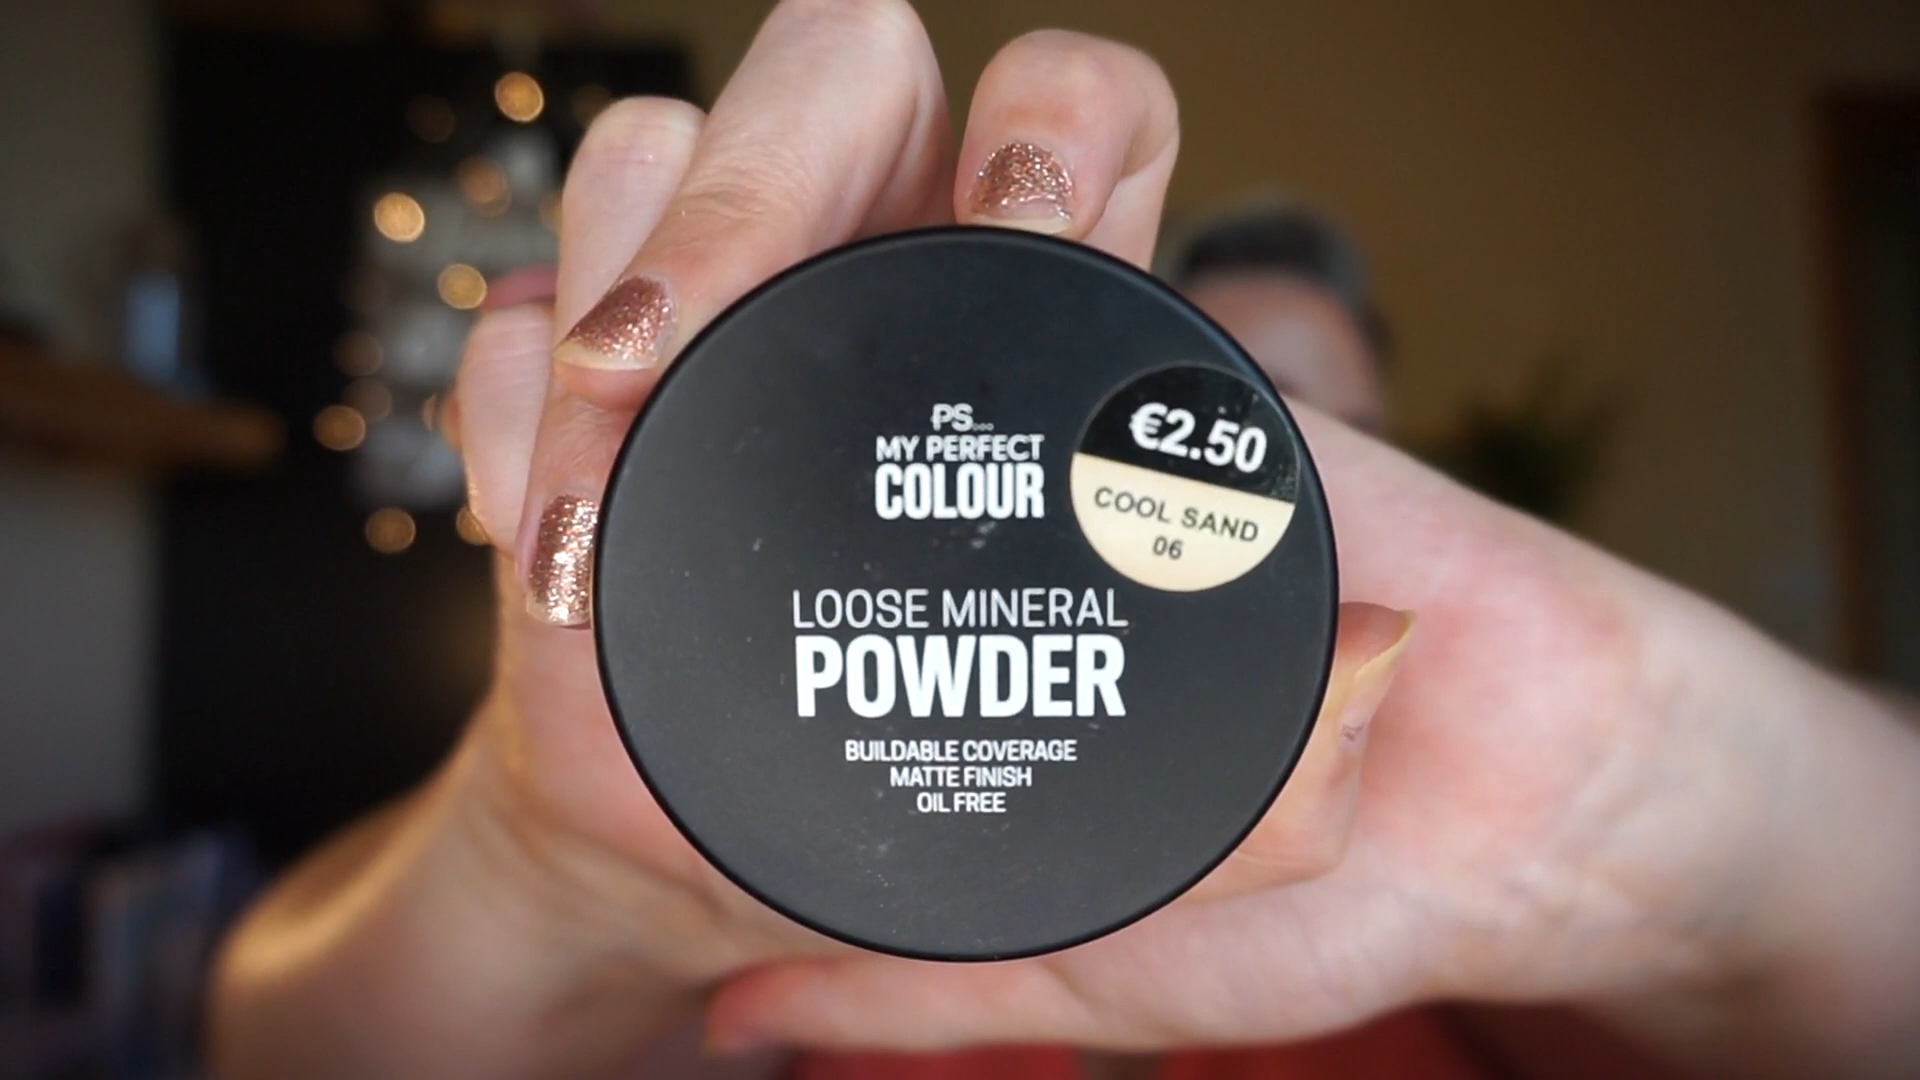 PS...
MY PERFECT
COLOUR
€2.50
COOL SAND
06
LOOSE MINERAL
POWDER
BUILDABLE COVERAGE
MATTE FINISH
OIL FREE